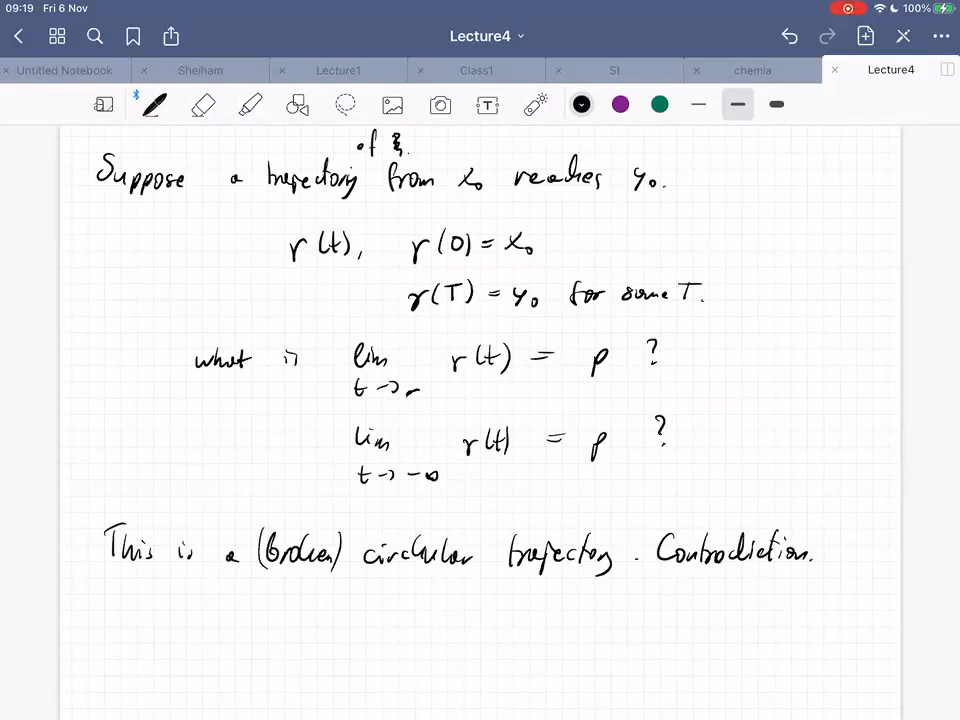 09:19 Fri 6 Nov
100%
Lecture4
Untitled Notebook
Sheiham
Lecture1
Class1
St
chemia
Lecture4
T
of ξ.
Suppose a trajectory from x₀ reaches y₀.
γ(t), γ(0) = x₀
γ(T) = y₀ for some T.
what is lim γ(t) = p ?
t → ∞
lim γ(t) = p ?
t → -∞
This is a (broken) circular trajectory. Contradiction.